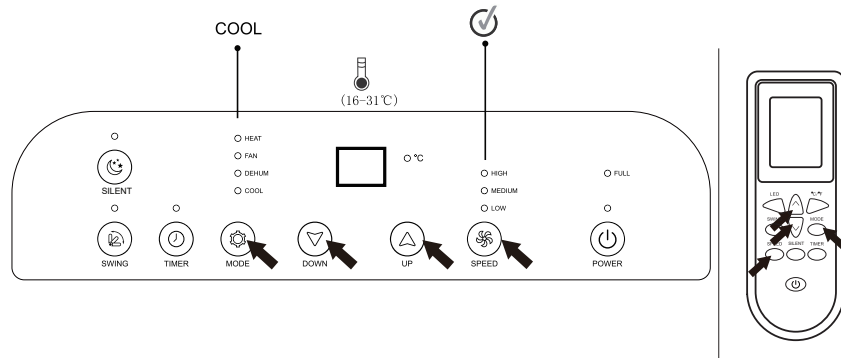 COOL
(16-31℃)
HEAT
FAN
DEHUM
COOL
°C
HIGH
MEDIUM
LOW
FULL
SILENT
SWING
TIMER
MODE
DOWN
UP
SPEED
POWER
LED
°C/°F
MODE
SPEED
SILENT
TIMER